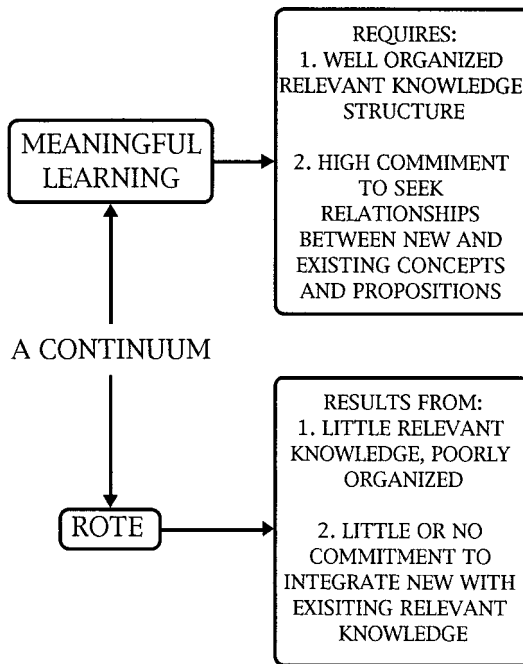 REQUIRES:
1. WELL ORGANIZED
RELEVANT KNOWLEDGE
STRUCTURE
2. HIGH COMMIMENT
TO SEEK
RELATIONSHIPS
BETWEEN NEW AND
EXISTING CONCEPTS
AND PROPOSITIONS
MEANINGFUL
LEARNING
A CONTINUUM
ROTE
RESULTS FROM:
1. LITTLE RELEVANT
KNOWLEDGE, POORLY
ORGANIZED
2. LITTLE OR NO
COMMITMENT TO
INTEGRATE NEW WITH
EXISITING RELEVANT
KNOWLEDGE